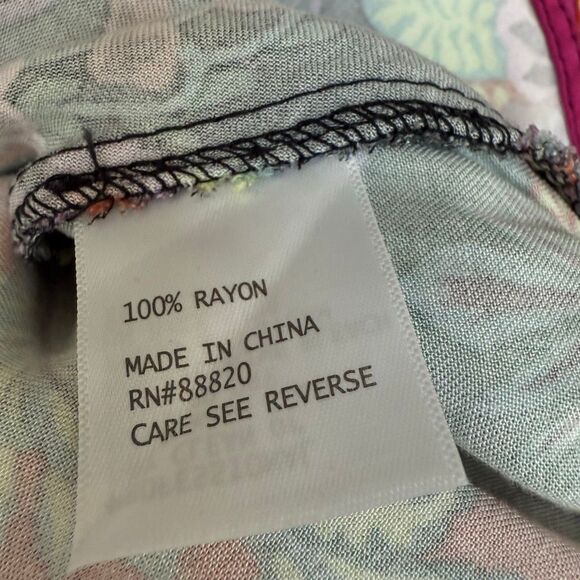 100% RAYON
MADE IN CHINA
RN#88820
CARE SEE REVERSE